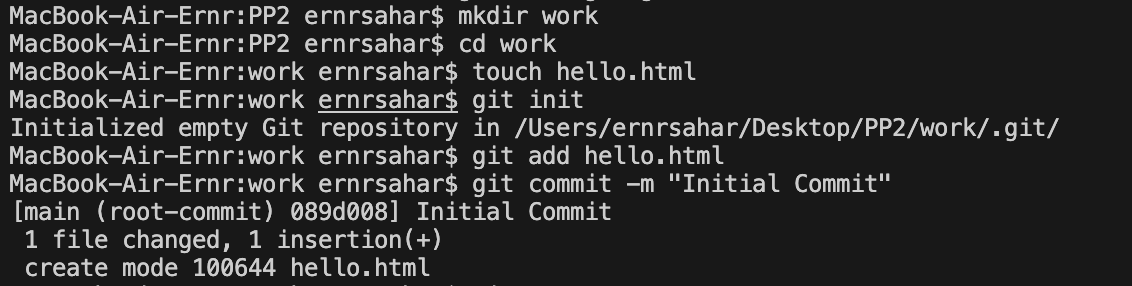 MacBook-Air-Ernr:PP2 ernrsahar$ mkdir work
MacBook-Air-Ernr:PP2 ernrsahar$ cd work
MacBook-Air-Ernr:work ernrsahar$ touch hello.html
MacBook-Air-Ernr:work ernrsahar$ git init
Initialized empty Git repository in /Users/ernrsahar/Desktop/PP2/work/.git/
MacBook-Air-Ernr:work ernrsahar$ git add hello.html
MacBook-Air-Ernr:work ernrsahar$ git commit -m "Initial Commit"
[main (root-commit) 089d008] Initial Commit
 1 file changed, 1 insertion(+)
 create mode 100644 hello.html